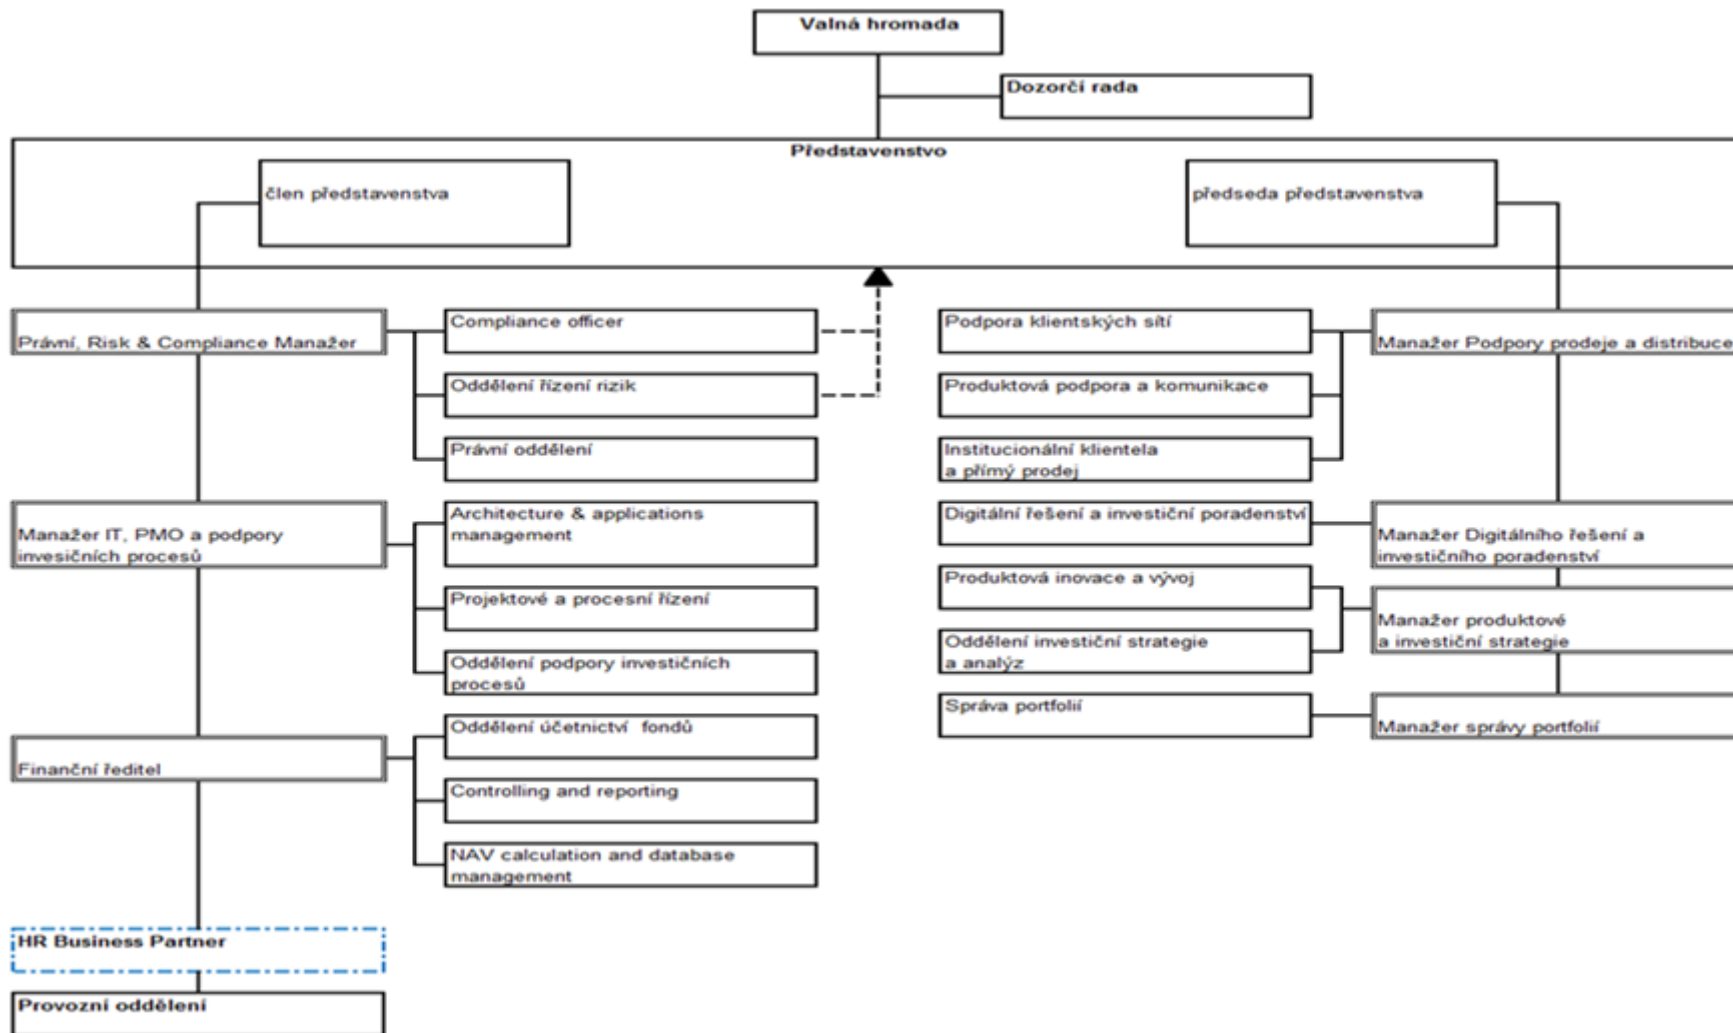 Valná hromada
Dozorčí rada
Představenstvo
člen představenstva
předseda představenstva
Právní, Risk & Compliance Manažer
Compliance officer
Oddělení řízení rizik
Právní oddělení
Manažer IT, PMO a podpory
invesičních procesů
Architecture & applications
management
Projektové a procesní řízení
Oddělení podpory investičních
procesů
Finanční ředitel
Oddělení účetnictví fondů
Controlling and reporting
NAV calculation and database
management
HR Business Partner
Provozní oddělení
Podpora klientských sítí
Produktová podpora a komunikace
Institucionální klientela
a přímý prodej
Manažer Podpory prodeje a distribuce
Digitální řešení a investiční poradenství
Manažer Digitálního řešení a
investičního poradenství
Produktová inovace a vývoj
Oddělení investiční strategie
a analýz
Manažer produktové
a investiční strategie
Správa portfolií
Manažer správy portfolií